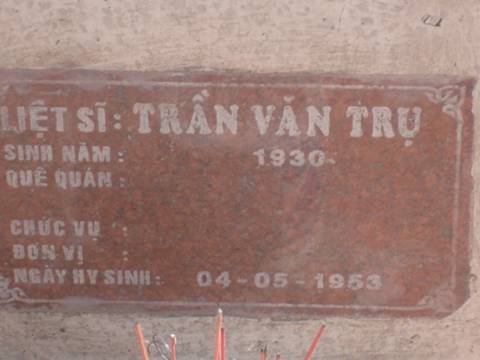 LIỆT SĨ: TRẦN VĂN TRỤ
SINH NĂM: 1930
QUÊ QUÁN:
CHỨC VỤ :
ĐƠN VỊ :
NGÀY HY SINH: 04-05-1953